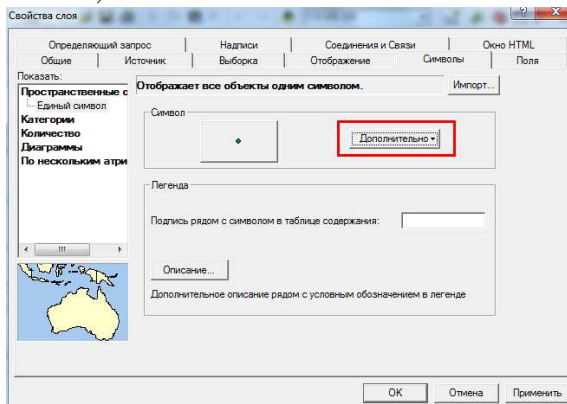 Свойства слоя
Определяющий запрос Надписи Соединения и Связи Окно HTML
Общие Источник Выборка Отображение Символы Поля
Показать:
Пространственные о
Единый символ
Категории
Количество
Диаграммы
По нескольким атри
Отображает все объекты одним символом.
Импорт...
Символ
Дополнительно
Легенда
Подпись рядом с символом в таблице содержания:
Описание...
Дополнительное описание рядом с условным обозначением в легенде
OK Отмена Применить